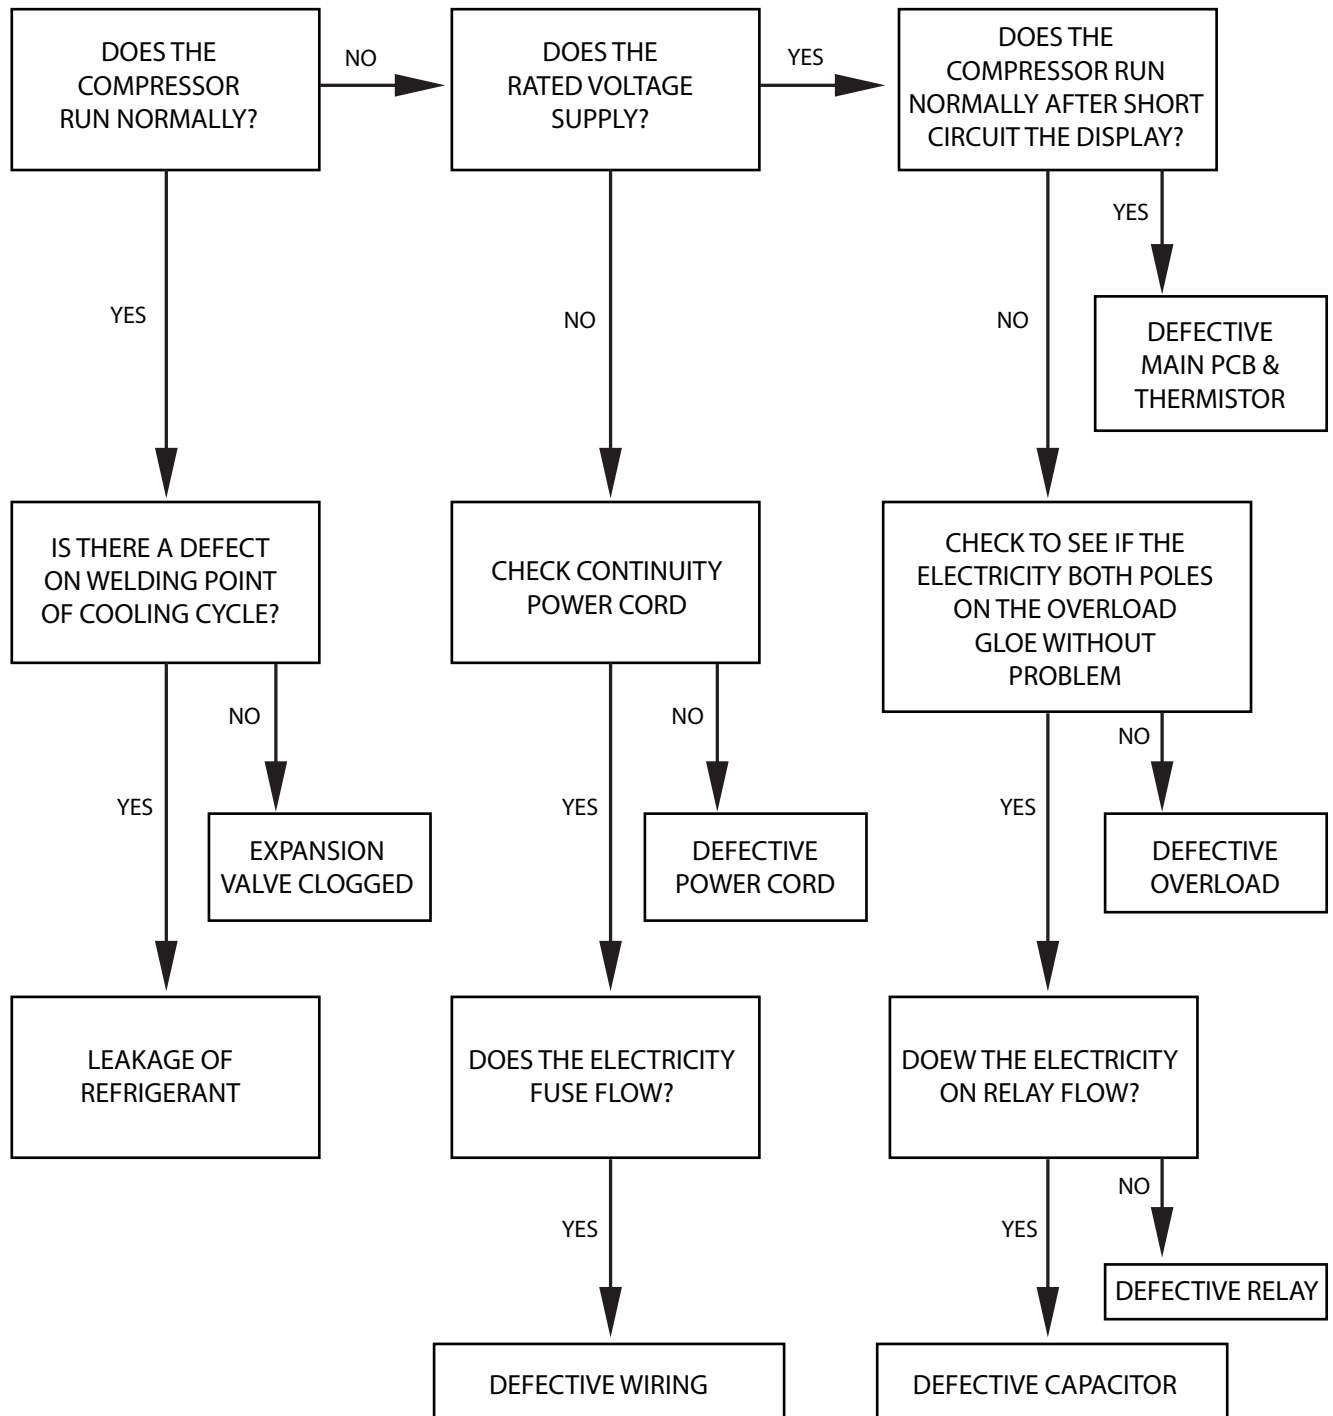 DOES THE
COMPRESSOR
RUN NORMALLY?
NO
DOES THE
RATED VOLTAGE
SUPPLY?
YES
DOES THE
COMPRESSOR RUN
NORMALLY AFTER SHORT
CIRCUIT THE DISPLAY?
YES
NO
NO
YES
DEFECTIVE
MAIN PCB &
THERMISTOR
IS THERE A DEFECT
ON WELDING POINT
OF COOLING CYCLE?
CHECK CONTINUITY
POWER CORD
CHECK TO SEE IF THE
ELECTRICITY BOTH POLES
ON THE OVERLOAD
GLOE WITHOUT
PROBLEM
NO
NO
NO
YES
YES
YES
EXPANSION
VALVE CLOGGED
DEFECTIVE
POWER CORD
DEFECTIVE
OVERLOAD
LEAKAGE OF
REFRIGERANT
DOES THE ELECTRICITY
FUSE FLOW?
DOEW THE ELECTRICITY
ON RELAY FLOW?
NO
YES
YES
DEFECTIVE RELAY
DEFECTIVE WIRING
DEFECTIVE CAPACITOR